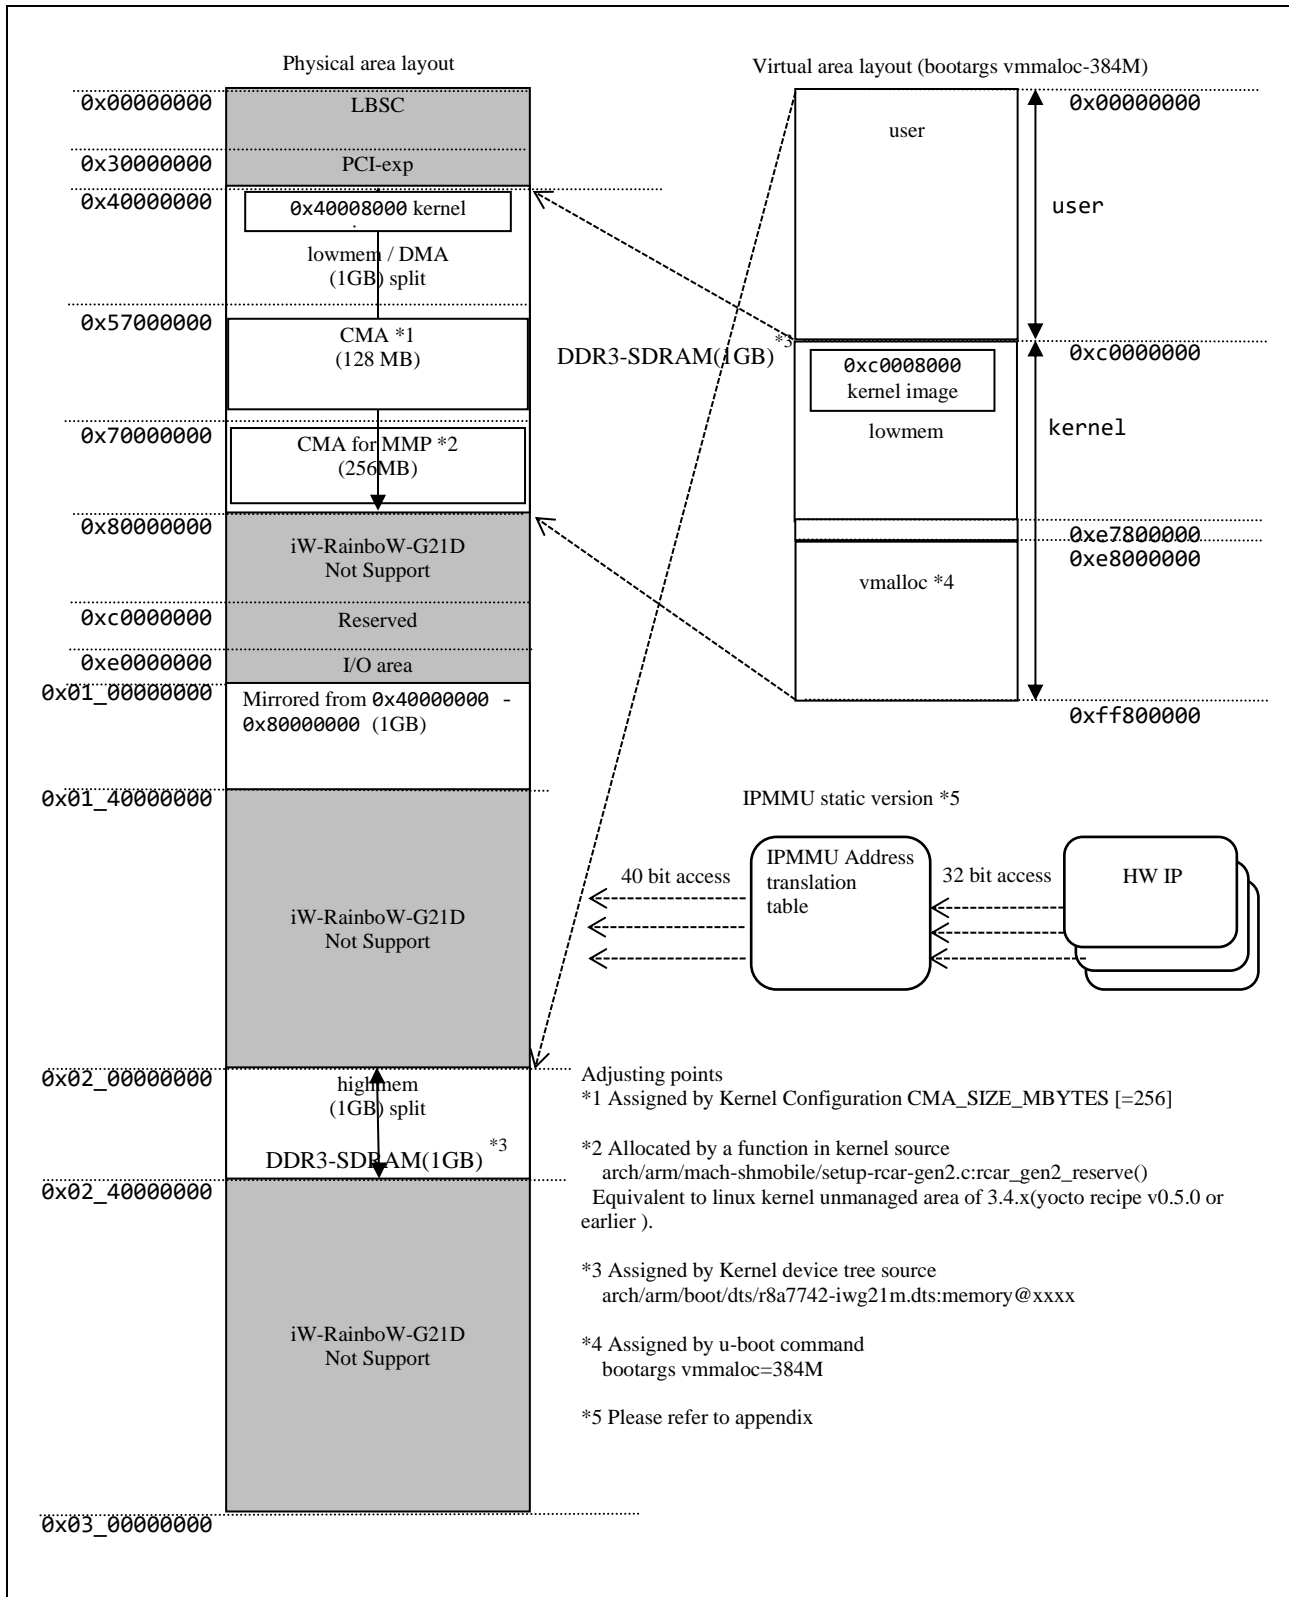 Physical area layout
0x00000000
LBSC
0x30000000
PCI-exp
0x40000000
0x40008000 kernel
lowmem / DMA
(1GB) split
0x57000000
CMA *1
(128 MB)
0x70000000
CMA for MMP *2
(256MB)
0x80000000
iW-RainboW-G21D
Not Support
0xc0000000
Reserved
0xe0000000
I/O area
0x01_00000000
Mirrored from 0x40000000 -
0x80000000 (1GB)
0x01_40000000
iW-RainboW-G21D
Not Support
0x02_00000000
highmem
(1GB) split
DDR3-SDRAM(1GB) *3
0x02_40000000
iW-RainboW-G21D
Not Support
0x03_00000000
DDR3-SDRAM(1GB) *3
Virtual area layout (bootargs vmmaloc-384M)
0x00000000
user
user
0xc0000000
0xc0008000
kernel image
lowmem
kernel
0xe7800000
0xe8000000
vmalloc *4
0xff800000
IPMMU static version *5
40 bit access
IPMMU Address
translation
table
32 bit access
HW IP
Adjusting points
*1 Assigned by Kernel Configuration CMA_SIZE_MBYTES [=256]
*2 Allocated by a function in kernel source
arch/arm/mach-shmobile/setup-rcar-gen2.c:rcar_gen2_reserve()
Equivalent to linux kernel unmanaged area of 3.4.x(yocto recipe v0.5.0 or
earlier ).
*3 Assigned by Kernel device tree source
arch/arm/boot/dts/r8a7742-iwg21m.dts:memory@xxxx
*4 Assigned by u-boot command
bootargs vmmaloc=384M
*5 Please refer to appendix